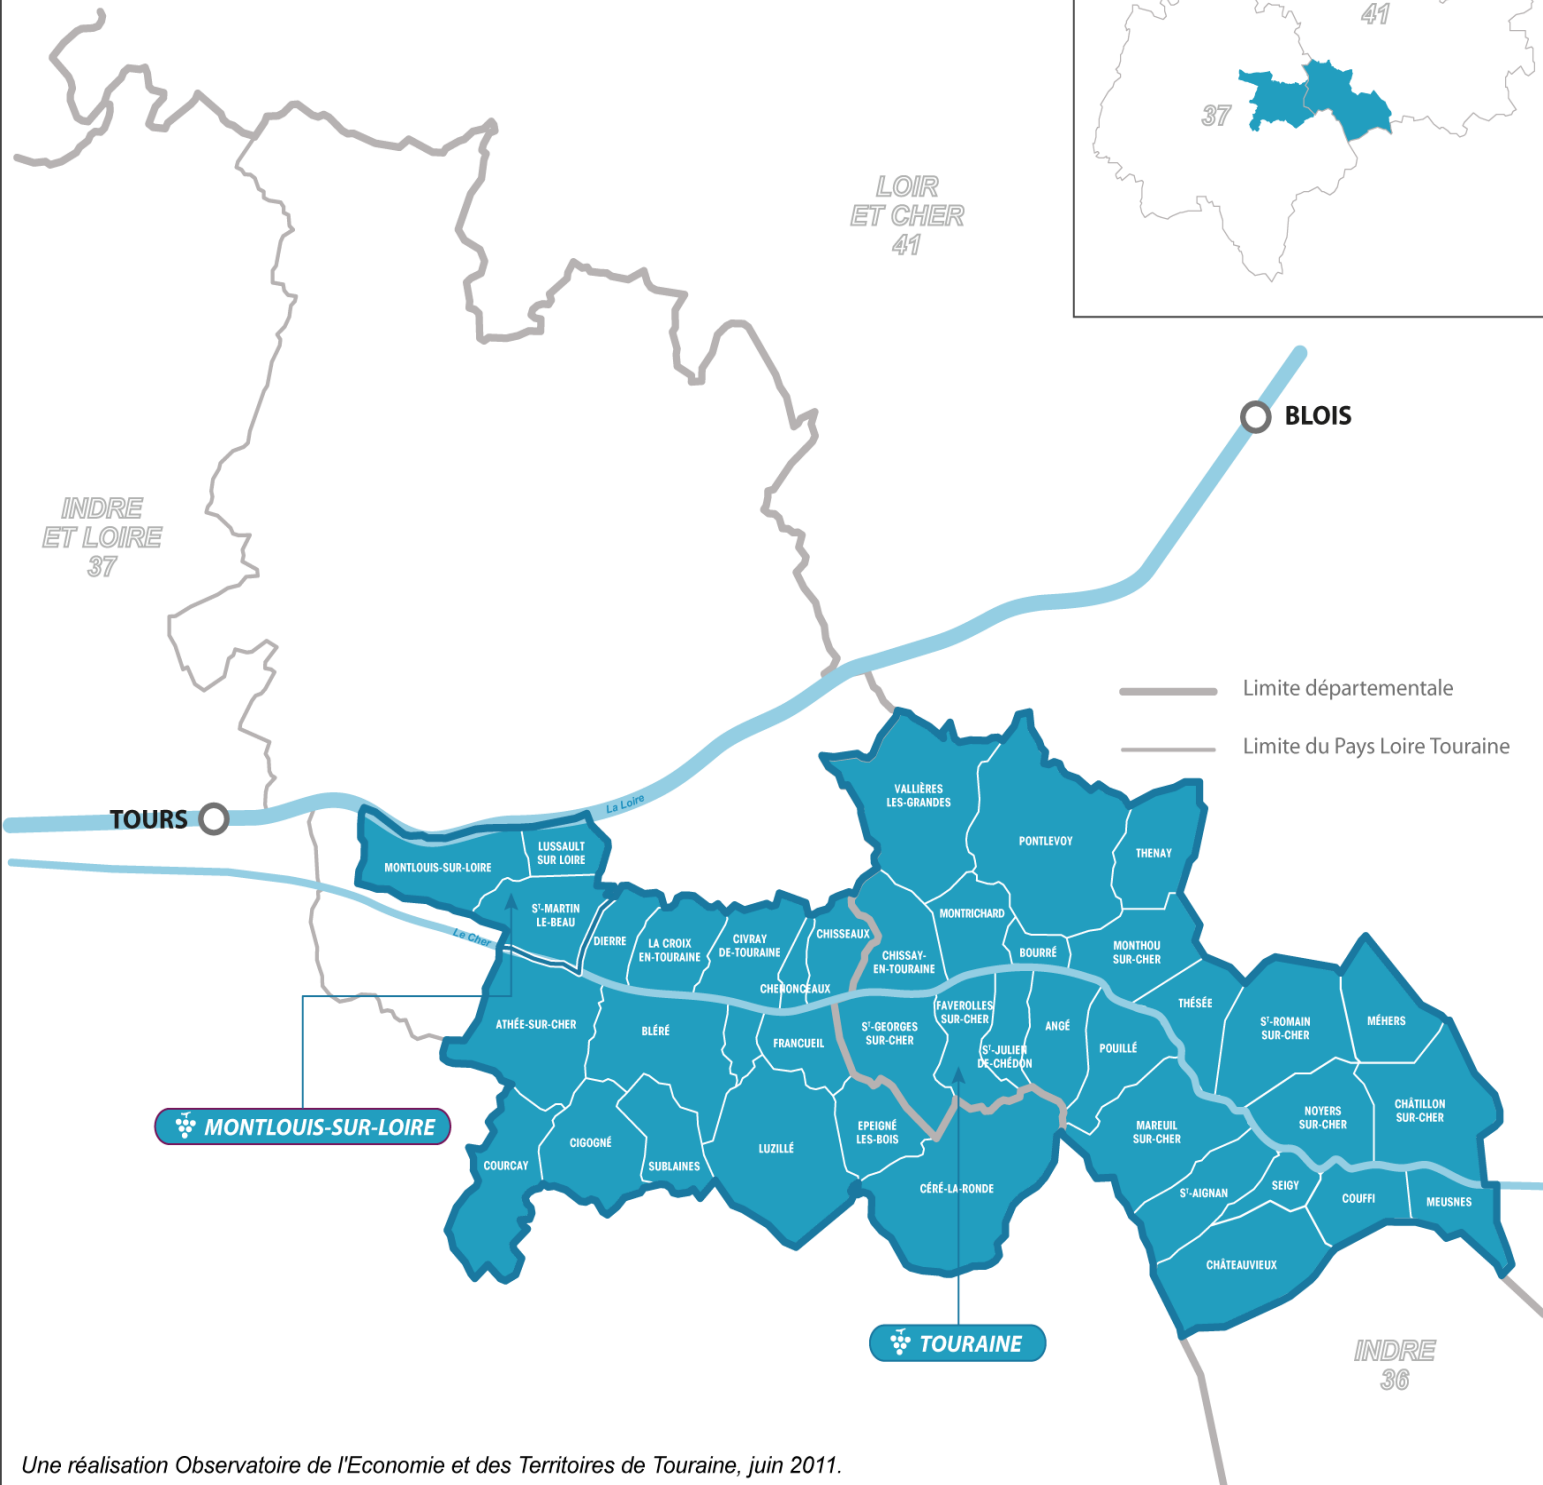 41
37
LOIR
ET CHER
41
BLOIS
INDRE
ET LOIRE
37
Limite départementale
Limite du Pays Loire Touraine
TOURS
La Loire
Le Cher
VALLIÈRES
LES-GRANDES
PONTLEVOY
THENAY
MONTLOUIS-SUR-LOIRE
LUSSAULT
SUR LOIRE
ST-MARTIN
LE-BEAU
DIERRE
LA CROIX
EN-TOURAINE
CIVRAY
DE-TOURAINE
CHENONCEAUX
CHISSEAUX
CHISSAY-
EN-TOURAINE
MONTRICHARD
BOURRÉ
MONTHOU
SUR-CHER
THÉSÉE
ST-ROMAIN
SUR-CHER
MÉHERS
ATHÉE-SUR-CHER
BLÉRÉ
FRANCUEIL
ST-GEORGES
SUR-CHER
FAVEROLLES
SUR-CHER
ST-JULIEN
DE-CHÉDON
ANGÉ
POUILLÉ
MAREUIL
SUR-CHER
NOYERS
SUR-CHER
CHÂTILLON
SUR-CHER
COURCAY
CIGOGNÉ
SUBLAINES
LUZILLÉ
EPEIGNÉ
LES-BOIS
CÉRÉ-LA-RONDE
ST-AIGNAN
SEIGY
COUFFI
MEUSNES
CHÂTEAUVIEUX
MONTLOUIS-SUR-LOIRE
TOURAINE
INDRE
36
Une réalisation Observatoire de l'Economie et des Territoires de Touraine, juin 2011.